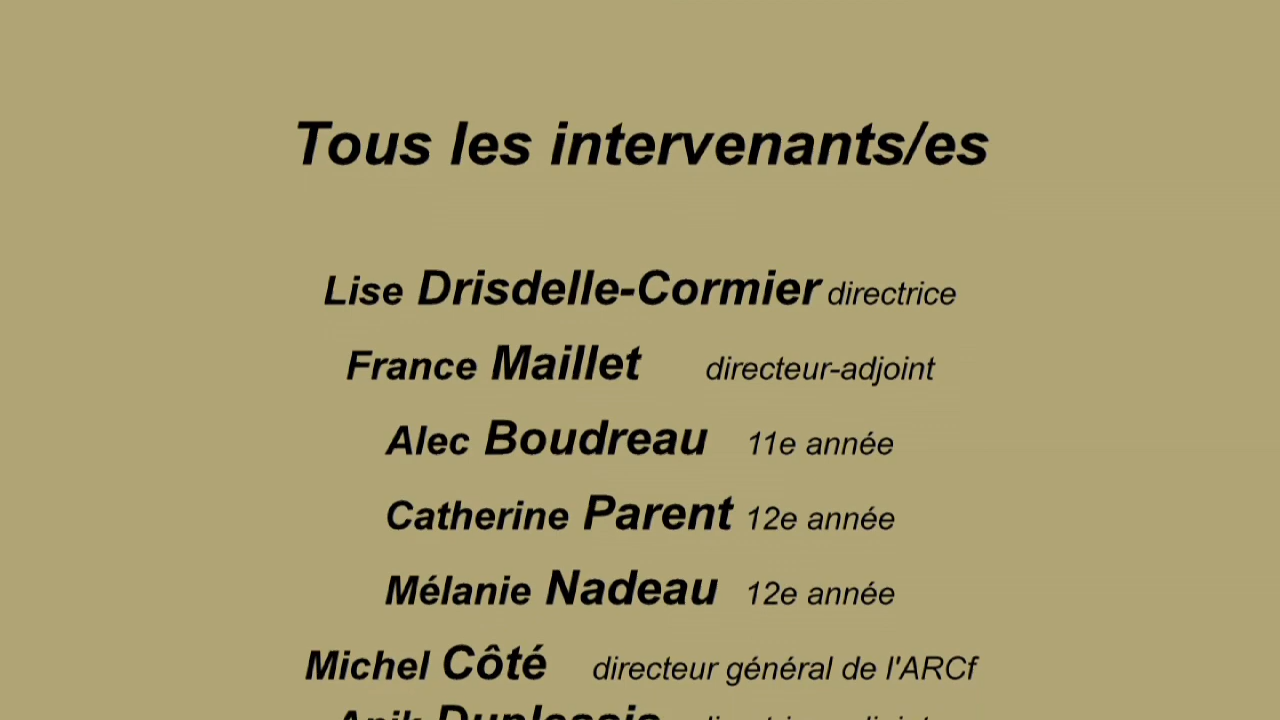 Tous les intervenants/es
Lise Drisdelle-Cormier directrice
France Maillet directeur-adjoint
Alec Boudreau 11e année
Catherine Parent 12e année
Mélanie Nadeau 12e année
Michel Côté directeur général de l'ARCf